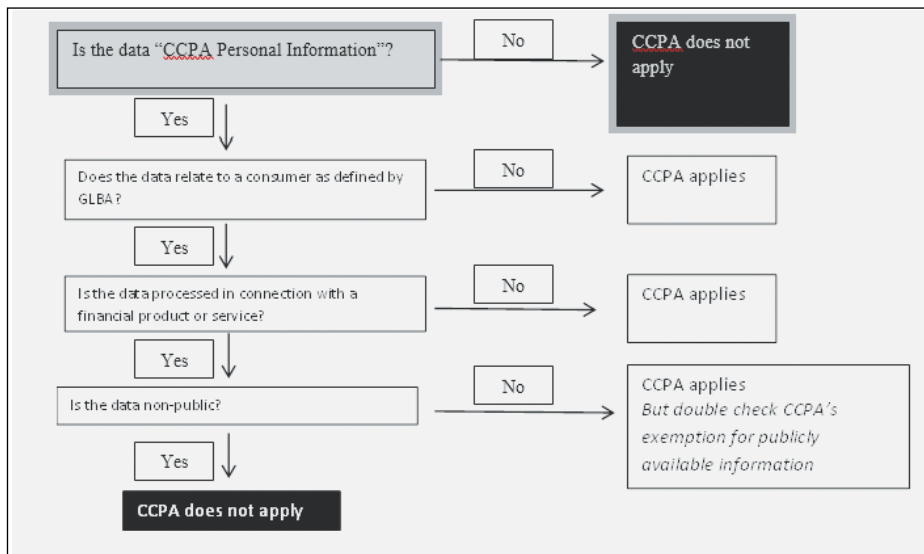 Is the data “CCPA Personal Information”?
No
CCPA does not
apply
Yes
Does the data relate to a consumer as defined by
GLBA?
No
CCPA applies
Yes
Is the data processed in connection with a
financial product or service?
No
CCPA applies
Yes
Is the data non-public?
No
CCPA applies
But double check CCPA’s
exemption for publicly
available information
Yes
CCPA does not apply